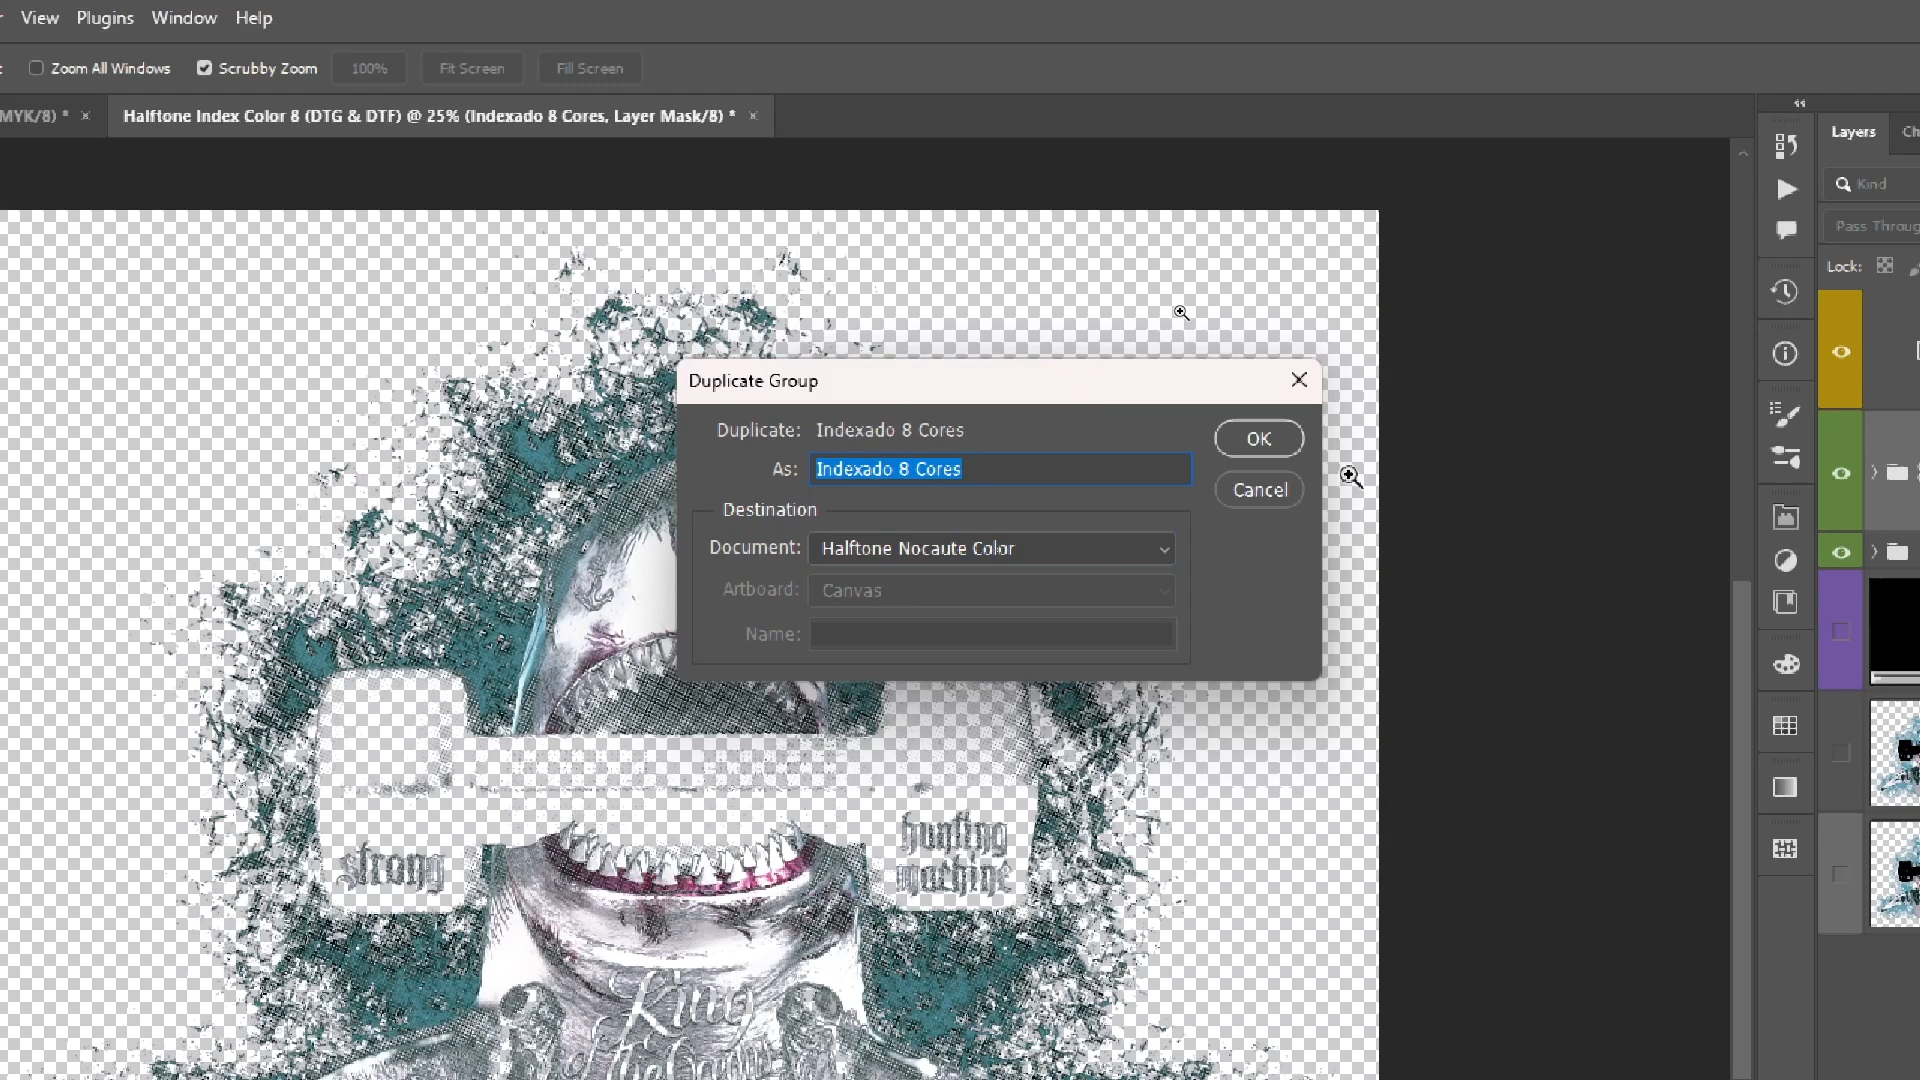 View Plugins Window Help
Zoom All Windows Scrubby Zoom 100% Fit Screen Fill Screen
MYK/8) * × Halftone Index Color 8 (DTG & DTF) @ 25% (Indexado 8 Cores, Layer Mask/8) * ×
Layers Ch
Kind
Pass Throug
Lock:
Duplicate Group
Duplicate: Indexado 8 Cores
OK
As: Indexado 8 Cores
Cancel
Destination
Document: Halftone Nocaute Color
Artboard: Canvas
Name:
strong
hunting
machine
King
of the